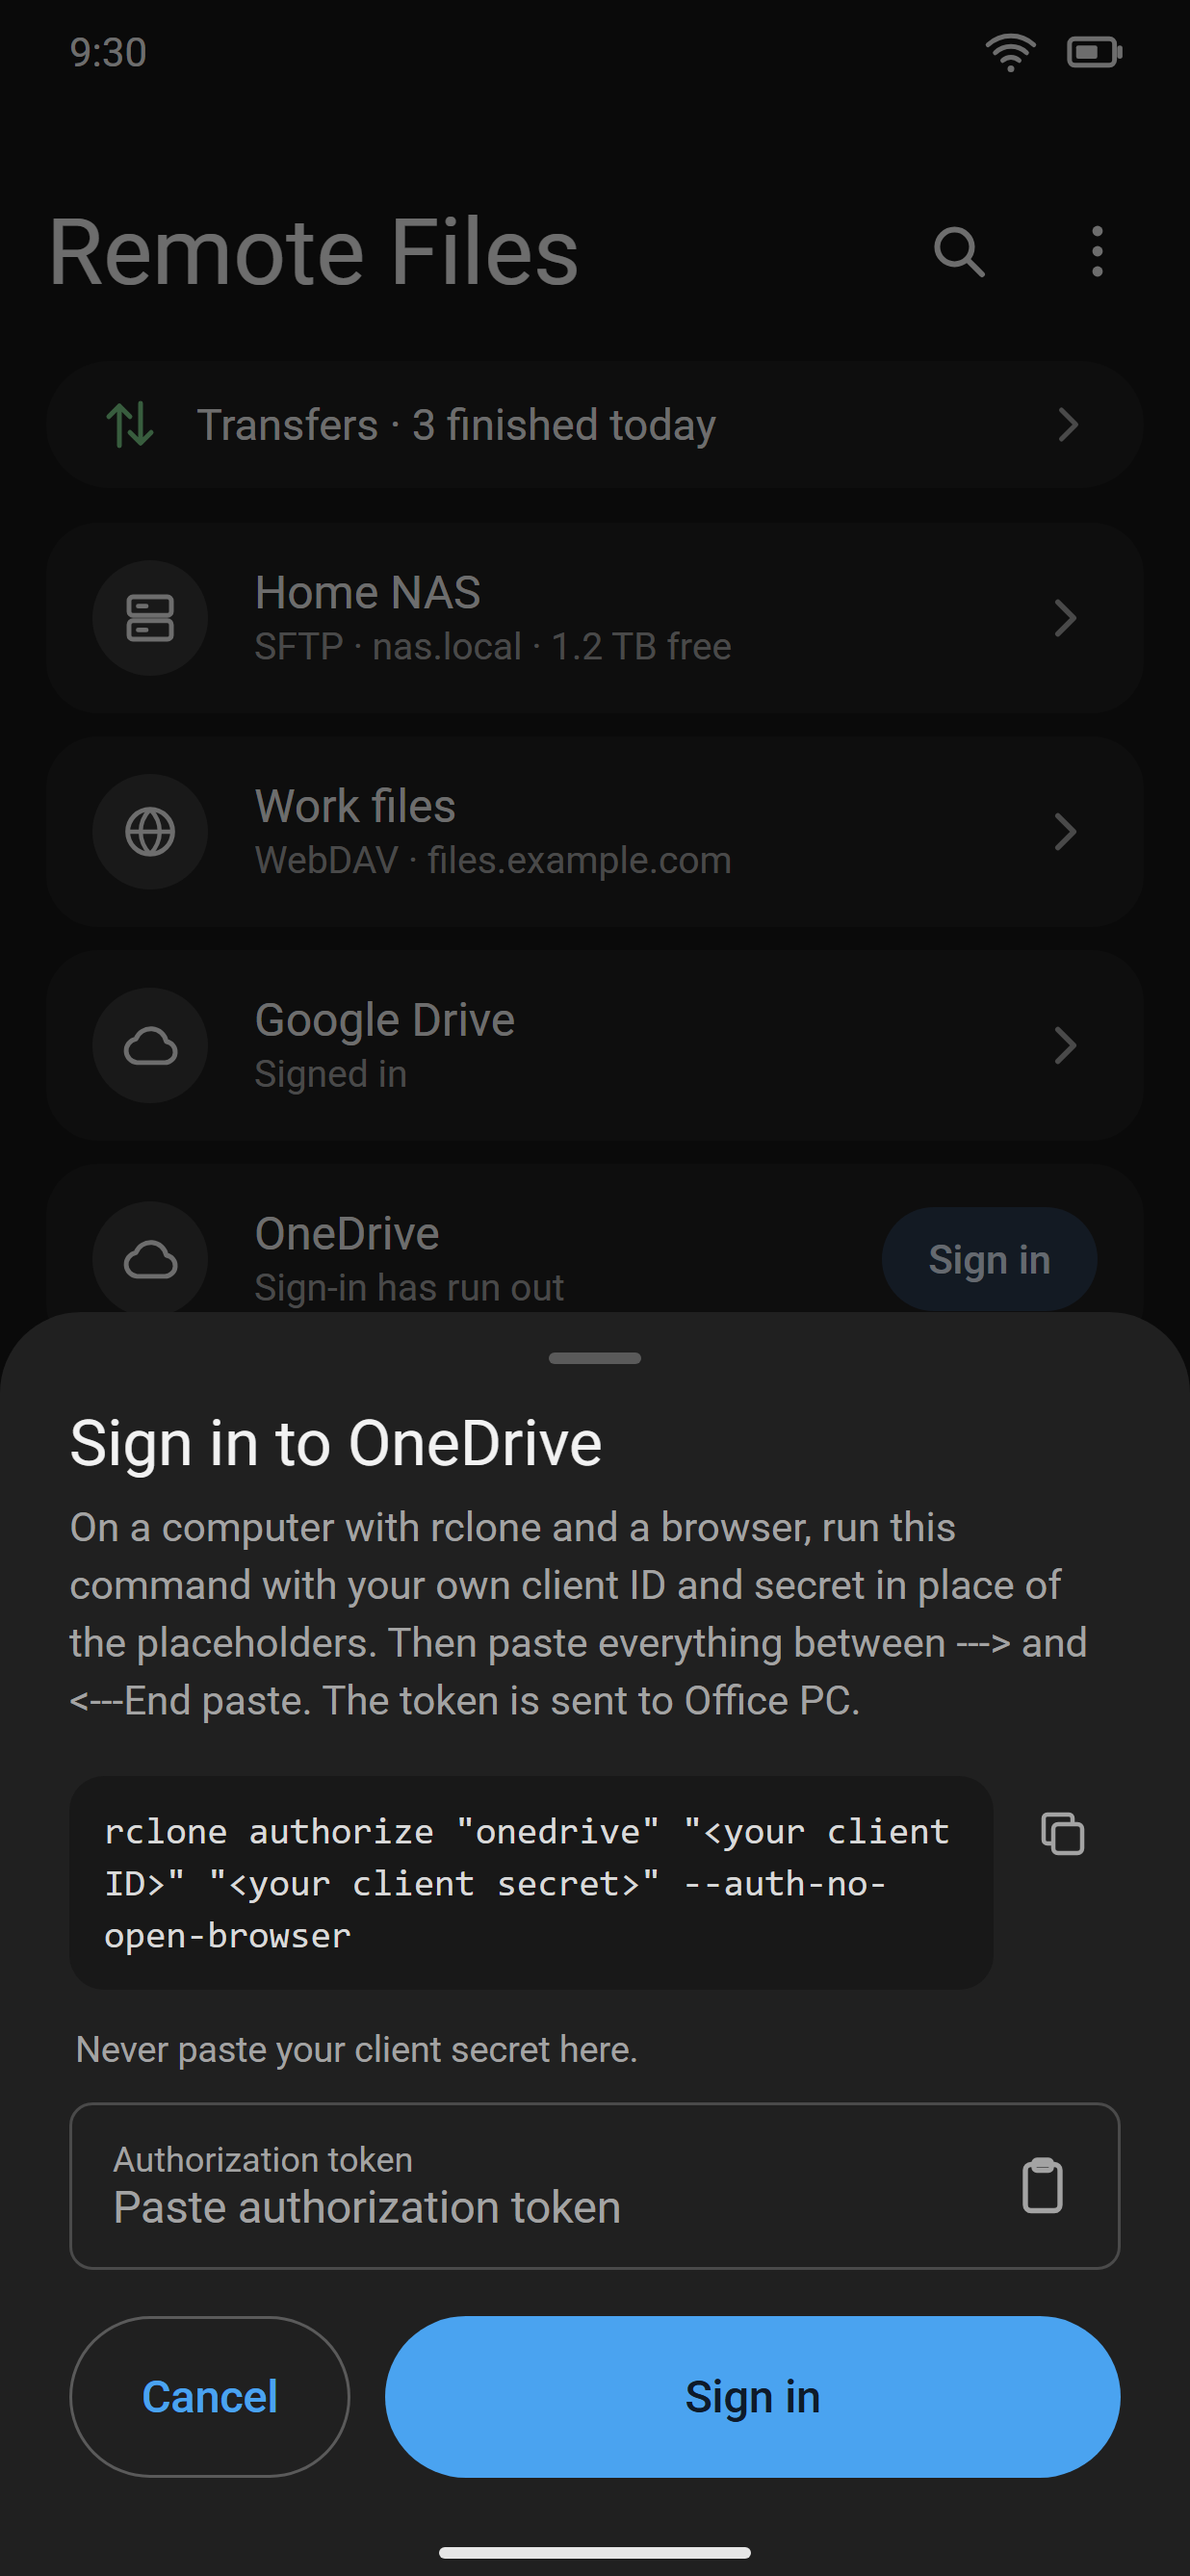 9:30
Remote Files
Transfers · 3 finished today
Home NAS
SFTP · nas.local · 1.2 TB free
Work files
WebDAV · files.example.com
Google Drive
Signed in
OneDrive
Sign-in has run out
Sign in
Sign in to OneDrive
On a computer with rclone and a browser, run this
command with your own client ID and secret in place of
the placeholders. Then paste everything between ---> and
<---End paste. The token is sent to Office PC.
rclone authorize "onedrive" "<your client
ID>" "<your client secret>" --auth-no-
open-browser
Never paste your client secret here.
Authorization token
Paste authorization token
Cancel
Sign in